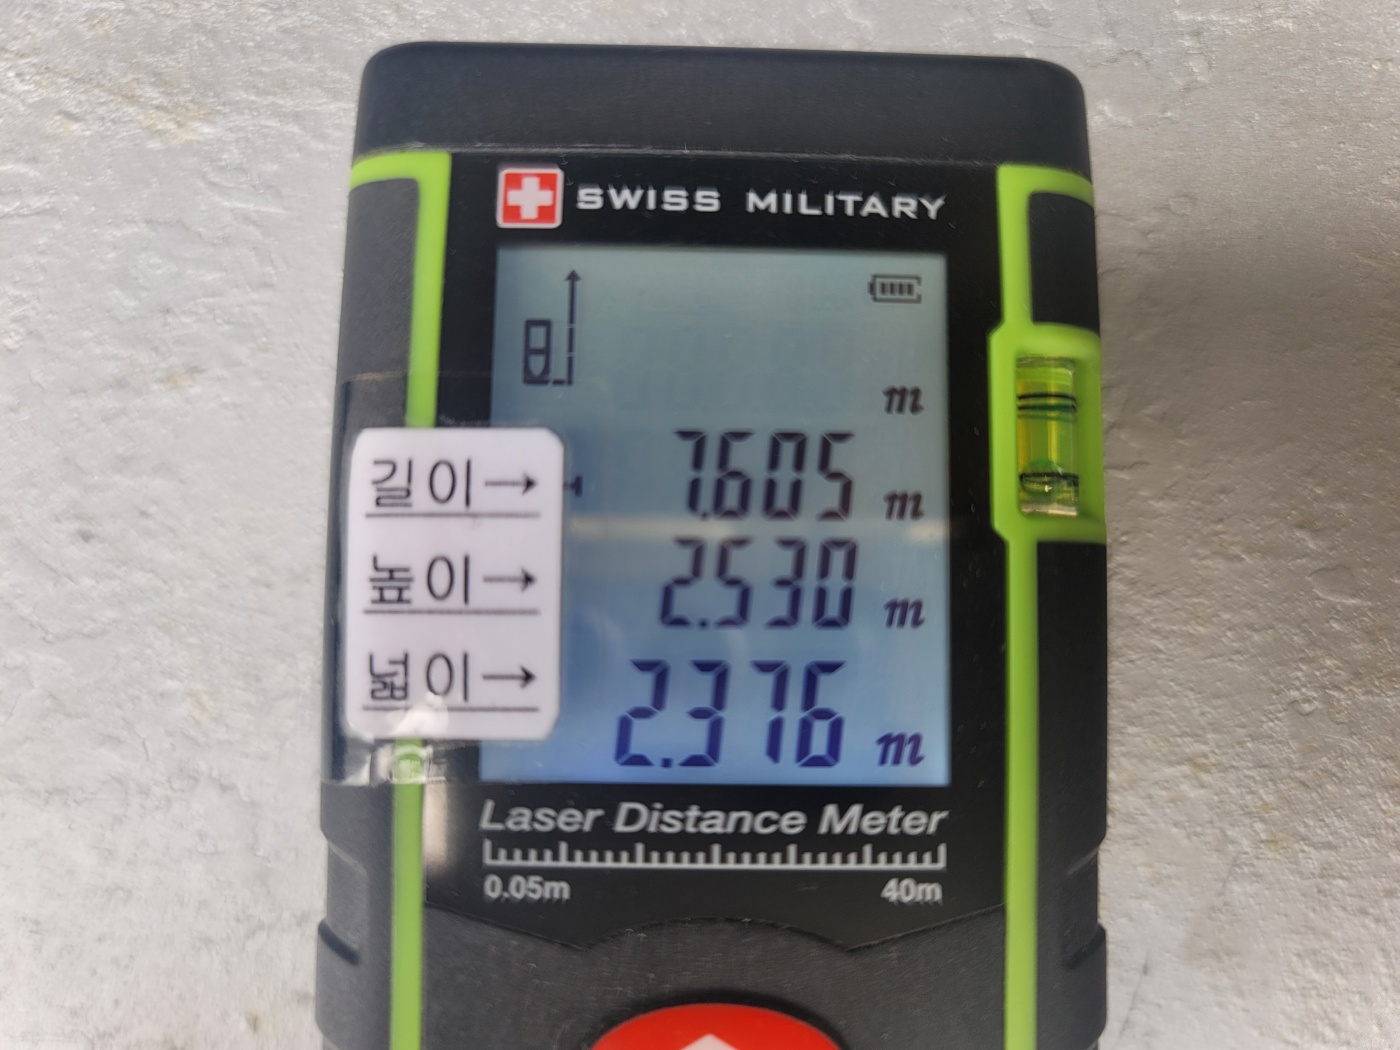 SWISS MILITARY
m
길이→ 7.605 m
높이→ 2.530 m
넓이→ 2.376 m
Laser Distance Meter
0.05m 40m